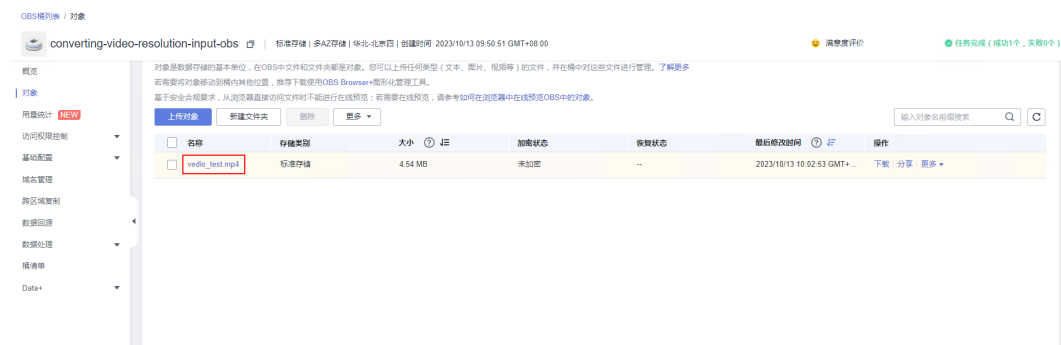 OBS桶列表 / 对象
converting-video-resolution-input-obs 标准存储 | 多AZ存储 | 华北-北京四 | 创建时间 2023/10/13 09:50:51 GMT+08:00 满意度评价 任务完成 ( 成功1个 , 失败0个 )
概览
对象
用量统计 NEW
访问权限控制
基础配置
域名管理
跨区域复制
数据回源
数据处理
桶清单
Data+
对象是数据存储的基本单位，在OBS中文件和文件夹都是对象。您可以上传任何类型（文本、图片、视频等）的文件，并在桶中对这些文件进行管理。了解更多
若需要将对象移动到桶内其他位置，推荐下载使用OBS Browser+图形化管理工具。
基于安全合规要求，从浏览器直接访问文件时不能进行在线预览；若需要在线预览，请参考如何在浏览器中在线预览OBS中的对象。
上传对象 新建文件夹 删除 更多 输入对象名前缀搜索
名称 存储类别 大小 加密状态 恢复状态 最后修改时间 操作
vedio_test.mp4 标准存储 4.54 MB 未加密 -- 2023/10/13 10:02:53 GMT+... 下载 分享 更多